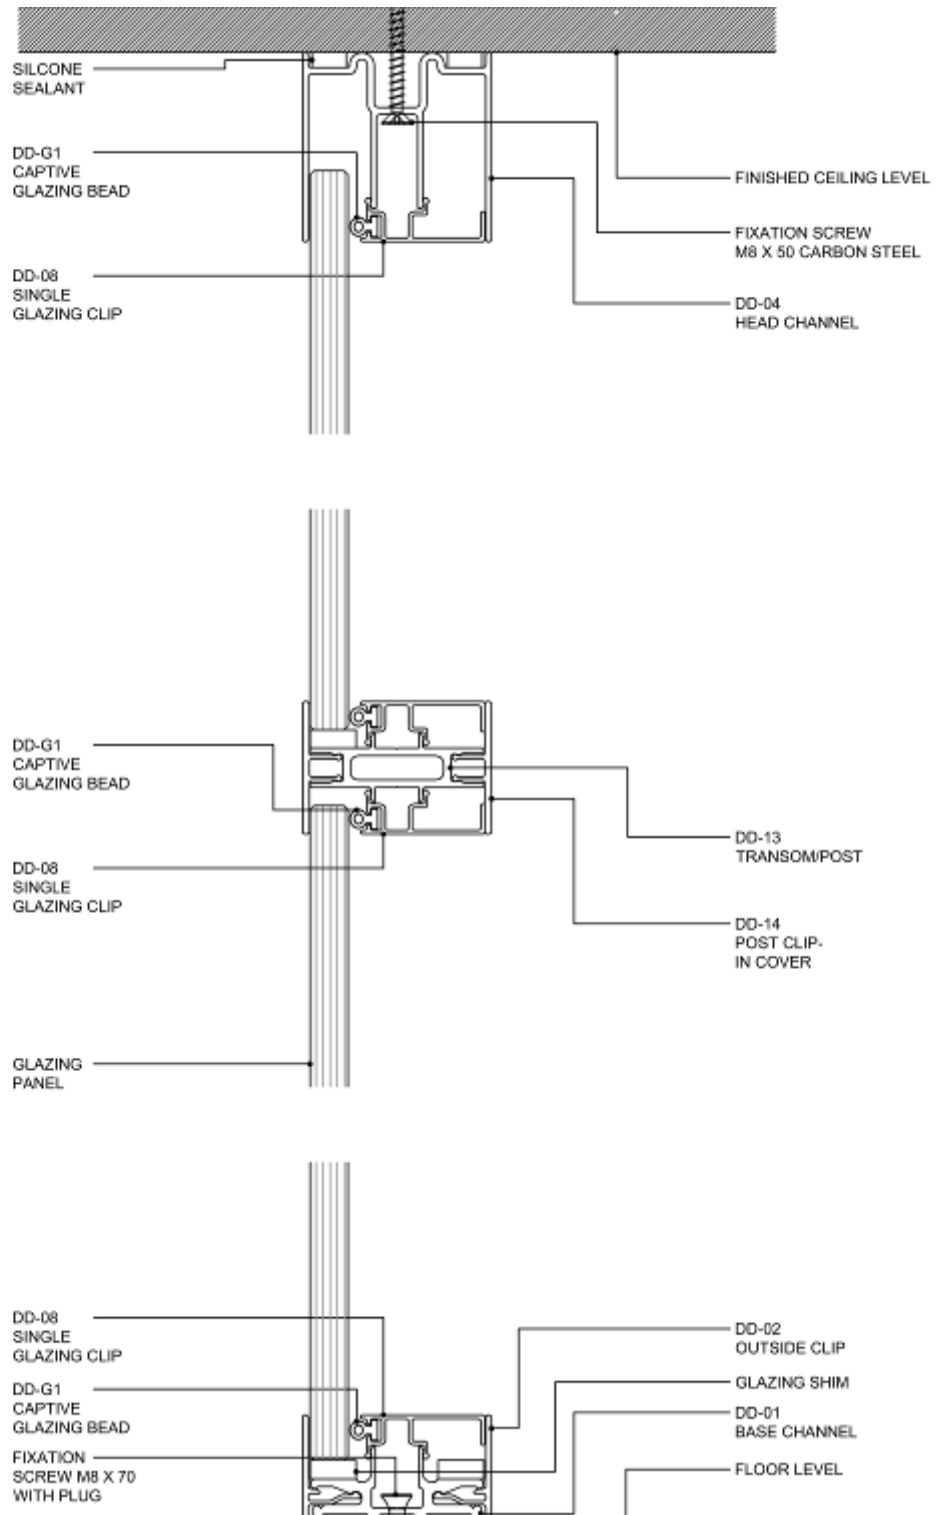 SILCONE
SEALANT
DD-G1
CAPTIVE
GLAZING BEAD
DD-08
SINGLE
GLAZING CLIP
FINISHED CEILING LEVEL
FIXATION SCREW
M8 X 50 CARBON STEEL
DD-04
HEAD CHANNEL
DD-G1
CAPTIVE
GLAZING BEAD
DD-08
SINGLE
GLAZING CLIP
DD-13
TRANSOM/POST
DD-14
POST CLIP-
IN COVER
GLAZING
PANEL
DD-08
SINGLE
GLAZING CLIP
DD-G1
CAPTIVE
GLAZING BEAD
FIXATION
SCREW M8 X 70
WITH PLUG
DD-02
OUTSIDE CLIP
GLAZING SHIM
DD-01
BASE CHANNEL
FLOOR LEVEL